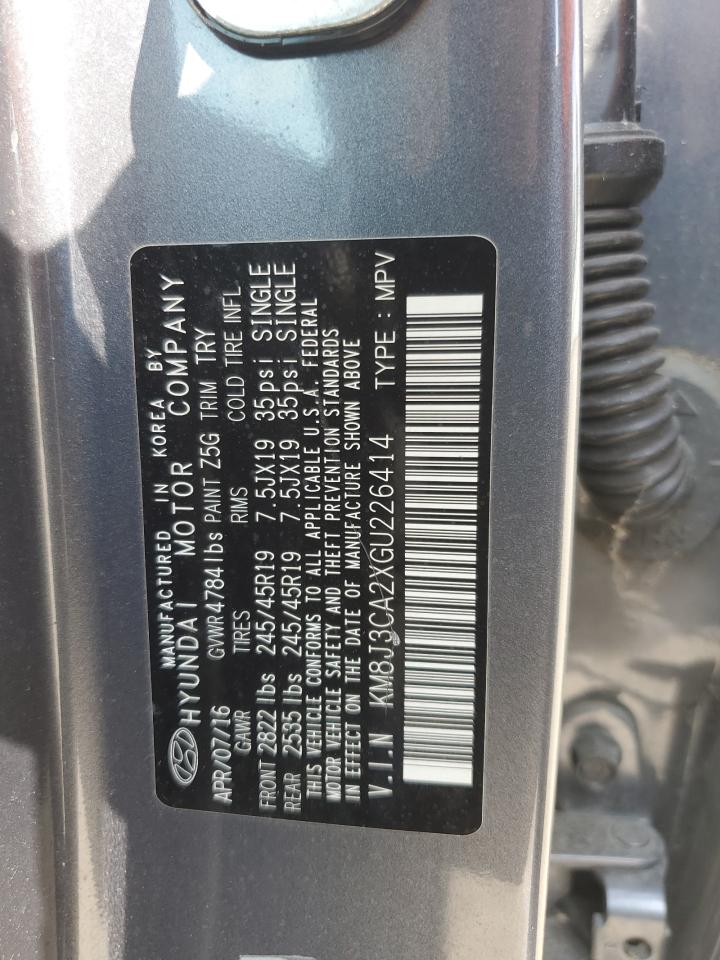 MANUFACTURED IN KOREA BY
HYUNDAI MOTOR COMPANY
APR/07/16 GVWR 4784 lbs PAINT Z5G TRIM TRY
GAWR TIRES RIMS COLD TIRE INFL
FRONT 2822 lbs 245/45R19 7.5JX19 35psi SINGLE
REAR 2535 lbs 245/45R19 7.5JX19 35psi SINGLE
THIS VEHICLE CONFORMS TO ALL APPLICABLE U.S.A. FEDERAL
MOTOR VEHICLE SAFETY AND THEFT PREVENTION STANDARDS
IN EFFECT ON THE DATE OF MANUFACTURE SHOWN ABOVE
V.I.N KM8J3CA2XGU226414 TYPE : MPV